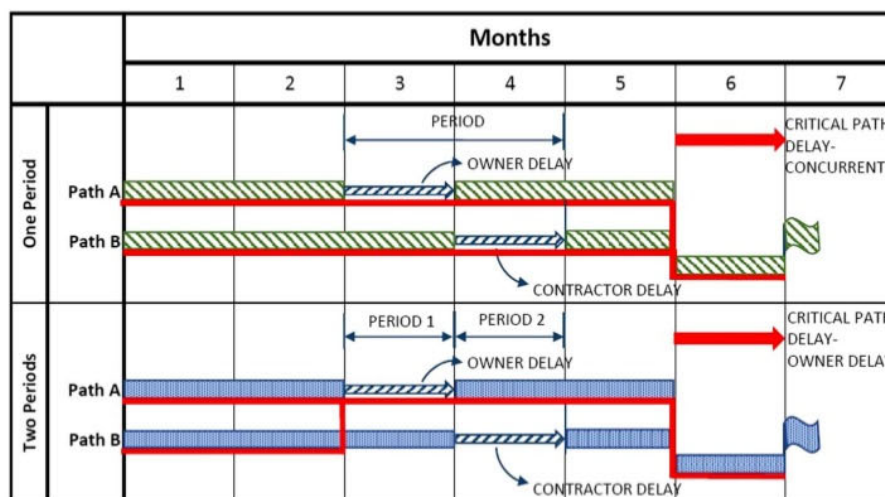 Months
1 2 3 4 5 6 7
One Period
PERIOD
CRITICAL PATH
DELAY-
CONCURRENT
OWNER DELAY
Path A
Path B
CONTRACTOR DELAY
Two Periods
PERIOD 1
PERIOD 2
CRITICAL PATH
DELAY-
OWNER DELAY
OWNER DELAY
Path A
Path B
CONTRACTOR DELAY